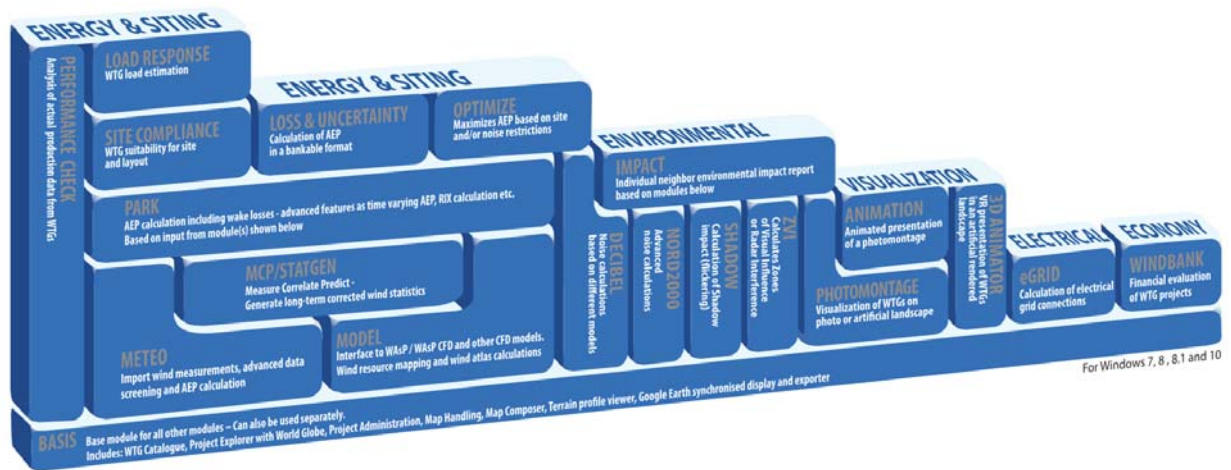 ENERGY & SITING
PERFORMANCE CHECK
Analysis of actual production data from WTGs
LOAD RESPONSE
WTG load estimation
SITE COMPLIANCE
WTG suitability for site
and layout
ENERGY & SITING
LOSS & UNCERTAINTY
Calculation of AEP
in a bankable format
OPTIMIZE
Maximizes AEP based on site
and/or noise restrictions
PARK
AEP calculation including wake losses - advanced features as time varying AEP, RIX calculation etc.
Based on input from module(s) shown below
MCP/STATGEN
Measure Correlate Predict -
Generate long-term corrected wind statistics
METEO
Import wind measurements, advanced data
screening and AEP calculation
MODEL
Interface to WAsP / WAsP CFD and other CFD models.
Wind resource mapping and wind atlas calculations
ENVIRONMENTAL
IMPACT
Individual neighbor environmental impact report
based on modules below
DECIBEL
Noise calculations
based on different models
NORD2000
Advanced
noise calculations
SHADOW
Calculation of Shadow
impact (flickering)
ZVI
Calculates Zones
of Visual Influence
or Radar Interference
VISUALIZATION
ANIMATION
Animated presentation
of a photomontage
PHOTOMONTAGE
Visualization of WTGs on
photo or artificial landscape
3D ANIMATOR
VR presentation of WTGs
in an artificial rendered
landscape
ELECTRICAL
eGRID
Calculation of electrical
grid connections
ECONOMY
WINDBANK
Financial evaluation
of WTG projects
BASIS
Base module for all other modules – Can also be used separately.
Includes: WTG Catalogue, Project Explorer with World Globe, Project Administration, Map Handling, Map Composer, Terrain profile viewer, Google Earth synchronised display and exporter
For Windows 7, 8 , 8.1 and 10